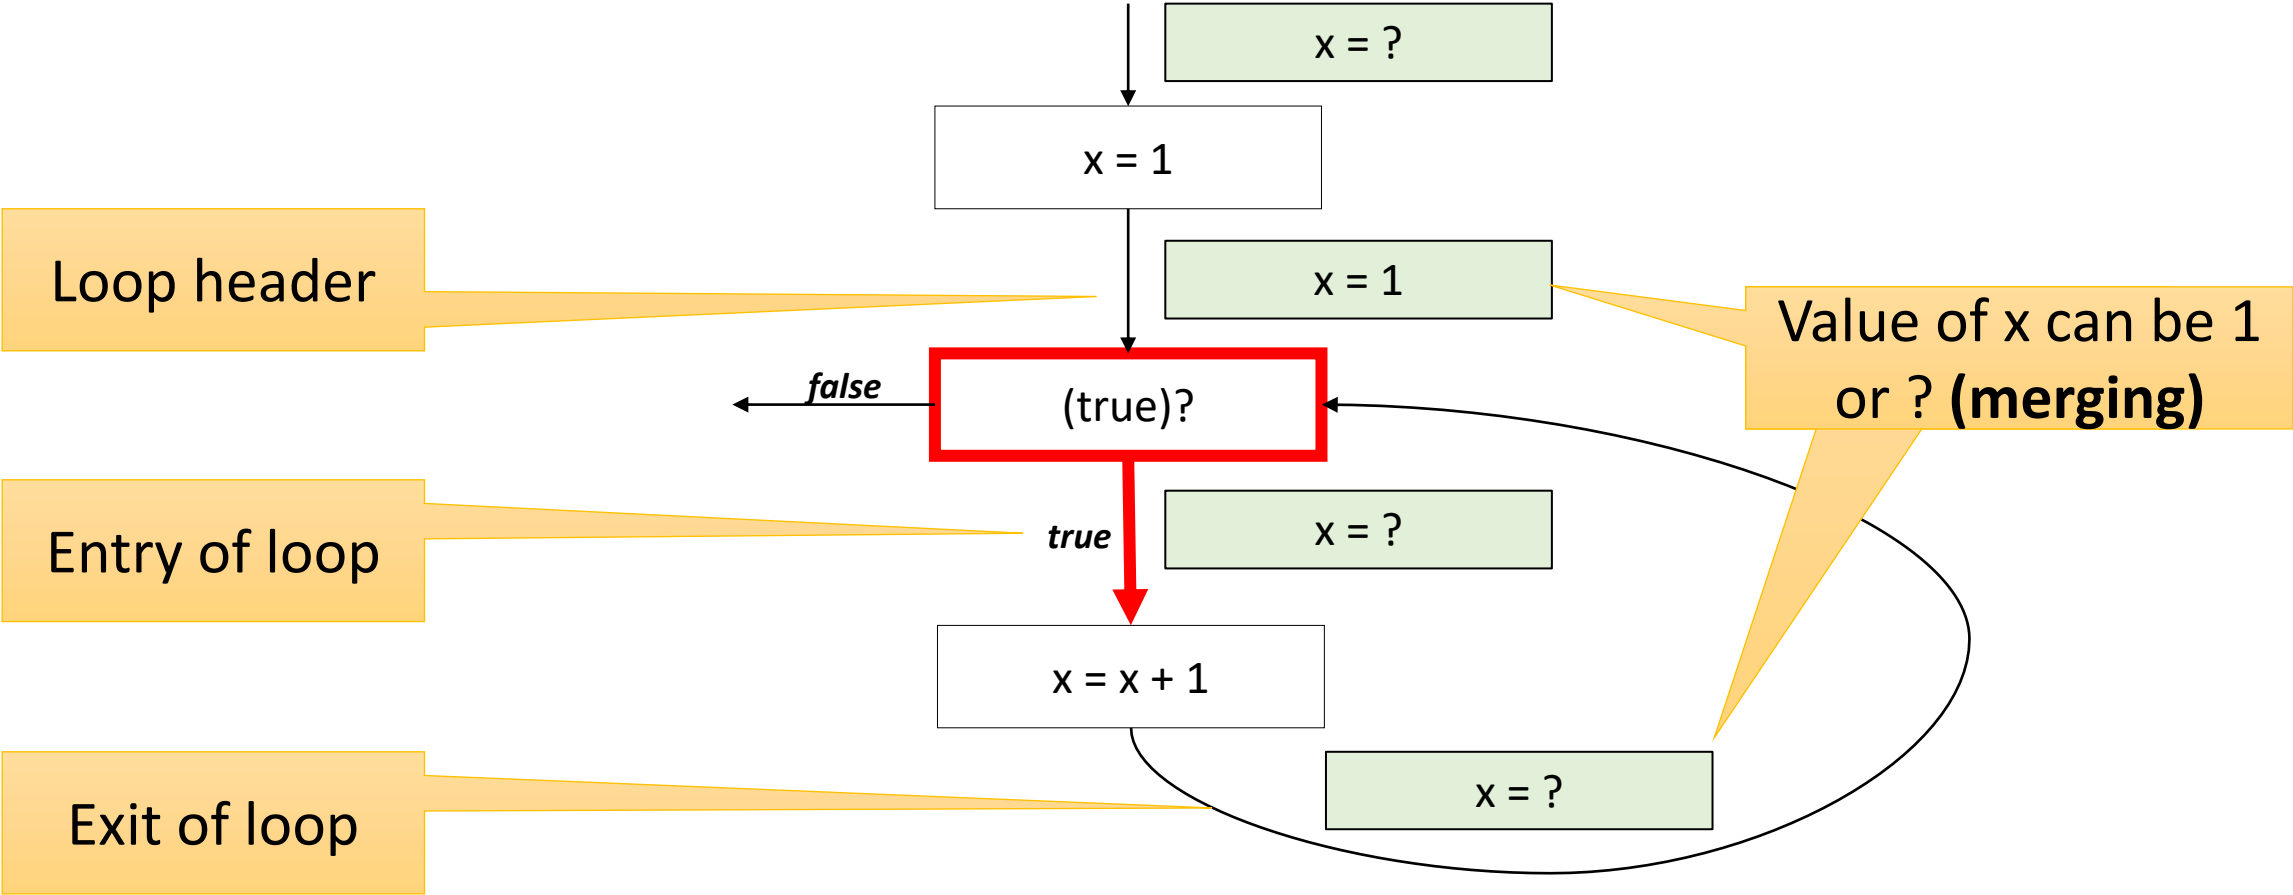 x = ?
x = 1
Loop header
x = 1
Value of x can be 1
or ? (merging)
false
(true)?
Entry of loop
true
x = ?
x = x + 1
Exit of loop
x = ?